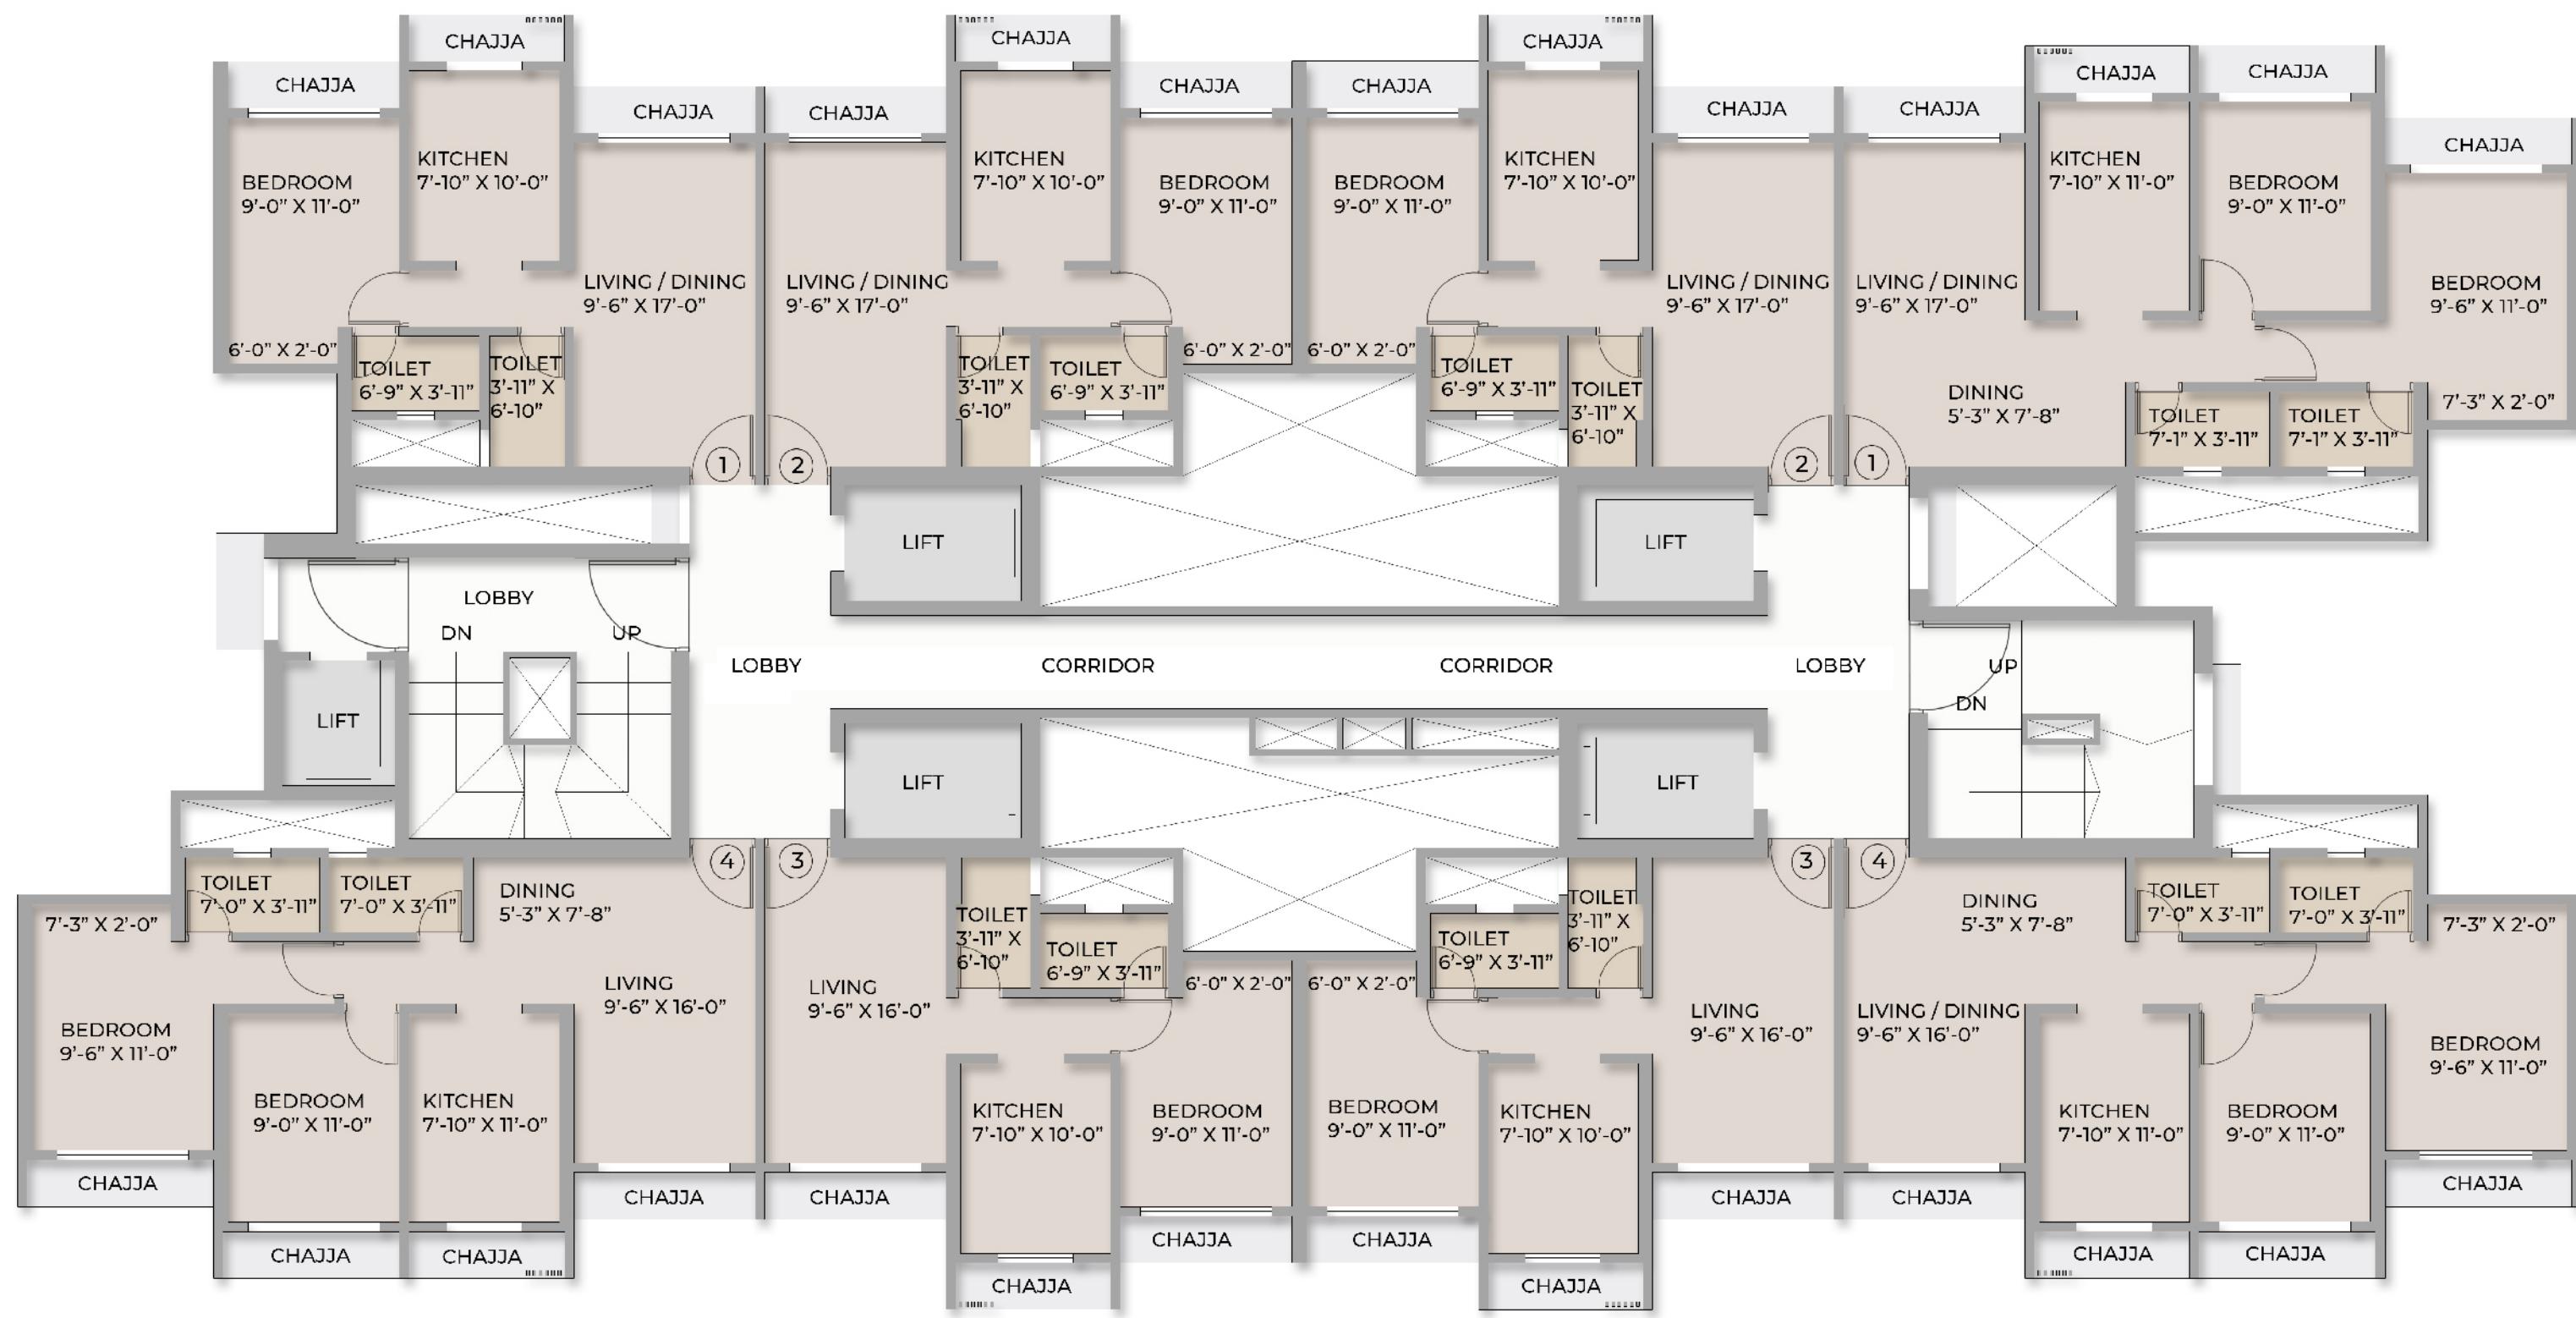 CHAJJA
CHAJJA
CHAJJA
CHAJJA
CHAJJA
CHAJJA
CHAJJA
CHAJJA
CHAJJA
CHAJJA
CHAJJA
CHAJJA
CHAJJA
CHAJJA
BEDROOM
9'-0" X 11'-0"
6'-0" X 2'-0"
KITCHEN
7'-10" X 10'-0"
LIVING / DINING
9'-6" X 17'-0"
TOILET
6'-9" X 3'-11"
TOILET
3'-11" X
6'-10"
1
LIVING / DINING
9'-6" X 17'-0"
KITCHEN
7'-10" X 10'-0"
BEDROOM
9'-0" X 11'-0"
6'-0" X 2'-0"
TOILET
3'-11" X
6'-10"
TOILET
6'-9" X 3'-11"
2
BEDROOM
9'-0" X 11'-0"
6'-0" X 2'-0"
KITCHEN
7'-10" X 10'-0"
LIVING / DINING
9'-6" X 17'-0"
TOILET
6'-9" X 3'-11"
TOILET
3'-11" X
6'-10"
2
LIVING / DINING
9'-6" X 17'-0"
DINING
5'-3" X 7'-8"
KITCHEN
7'-10" X 11'-0"
BEDROOM
9'-0" X 11'-0"
BEDROOM
9'-6" X 11'-0"
7'-3" X 2'-0"
TOILET
7'-1" X 3'-11"
TOILET
7'-1" X 3'-11"
1
LIFT
LIFT
LOBBY
DN
UP
LOBBY
CORRIDOR
CORRIDOR
LOBBY
UP
DN
LIFT
LIFT
LIFT
4
3
3
4
TOILET
7'-0" X 3'-11"
TOILET
7'-0" X 3'-11"
DINING
5'-3" X 7'-8"
7'-3" X 2'-0"
BEDROOM
9'-6" X 11'-0"
BEDROOM
9'-0" X 11'-0"
KITCHEN
7'-10" X 11'-0"
LIVING
9'-6" X 16'-0"
LIVING
9'-6" X 16'-0"
TOILET
3'-11" X
6'-10"
TOILET
6'-9" X 3'-11"
6'-0" X 2'-0"
KITCHEN
7'-10" X 10'-0"
BEDROOM
9'-0" X 11'-0"
6'-0" X 2'-0"
TOILET
6'-9" X 3'-11"
TOILET
3'-11" X
6'-10"
BEDROOM
9'-0" X 11'-0"
KITCHEN
7'-10" X 10'-0"
LIVING
9'-6" X 16'-0"
LIVING / DINING
9'-6" X 16'-0"
DINING
5'-3" X 7'-8"
TOILET
7'-0" X 3'-11"
TOILET
7'-0" X 3'-11"
7'-3" X 2'-0"
KITCHEN
7'-10" X 11'-0"
BEDROOM
9'-0" X 11'-0"
BEDROOM
9'-6" X 11'-0"
CHAJJA
CHAJJA
CHAJJA
CHAJJA
CHAJJA
CHAJJA
CHAJJA
CHAJJA
CHAJJA
CHAJJA
CHAJJA
CHAJJA
CHAJJA
CHAJJA